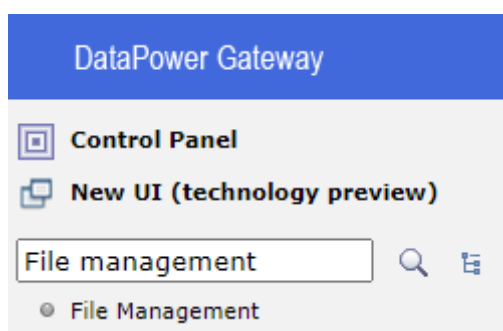 DataPower Gateway
Control Panel
New UI (technology preview)
File management
File Management